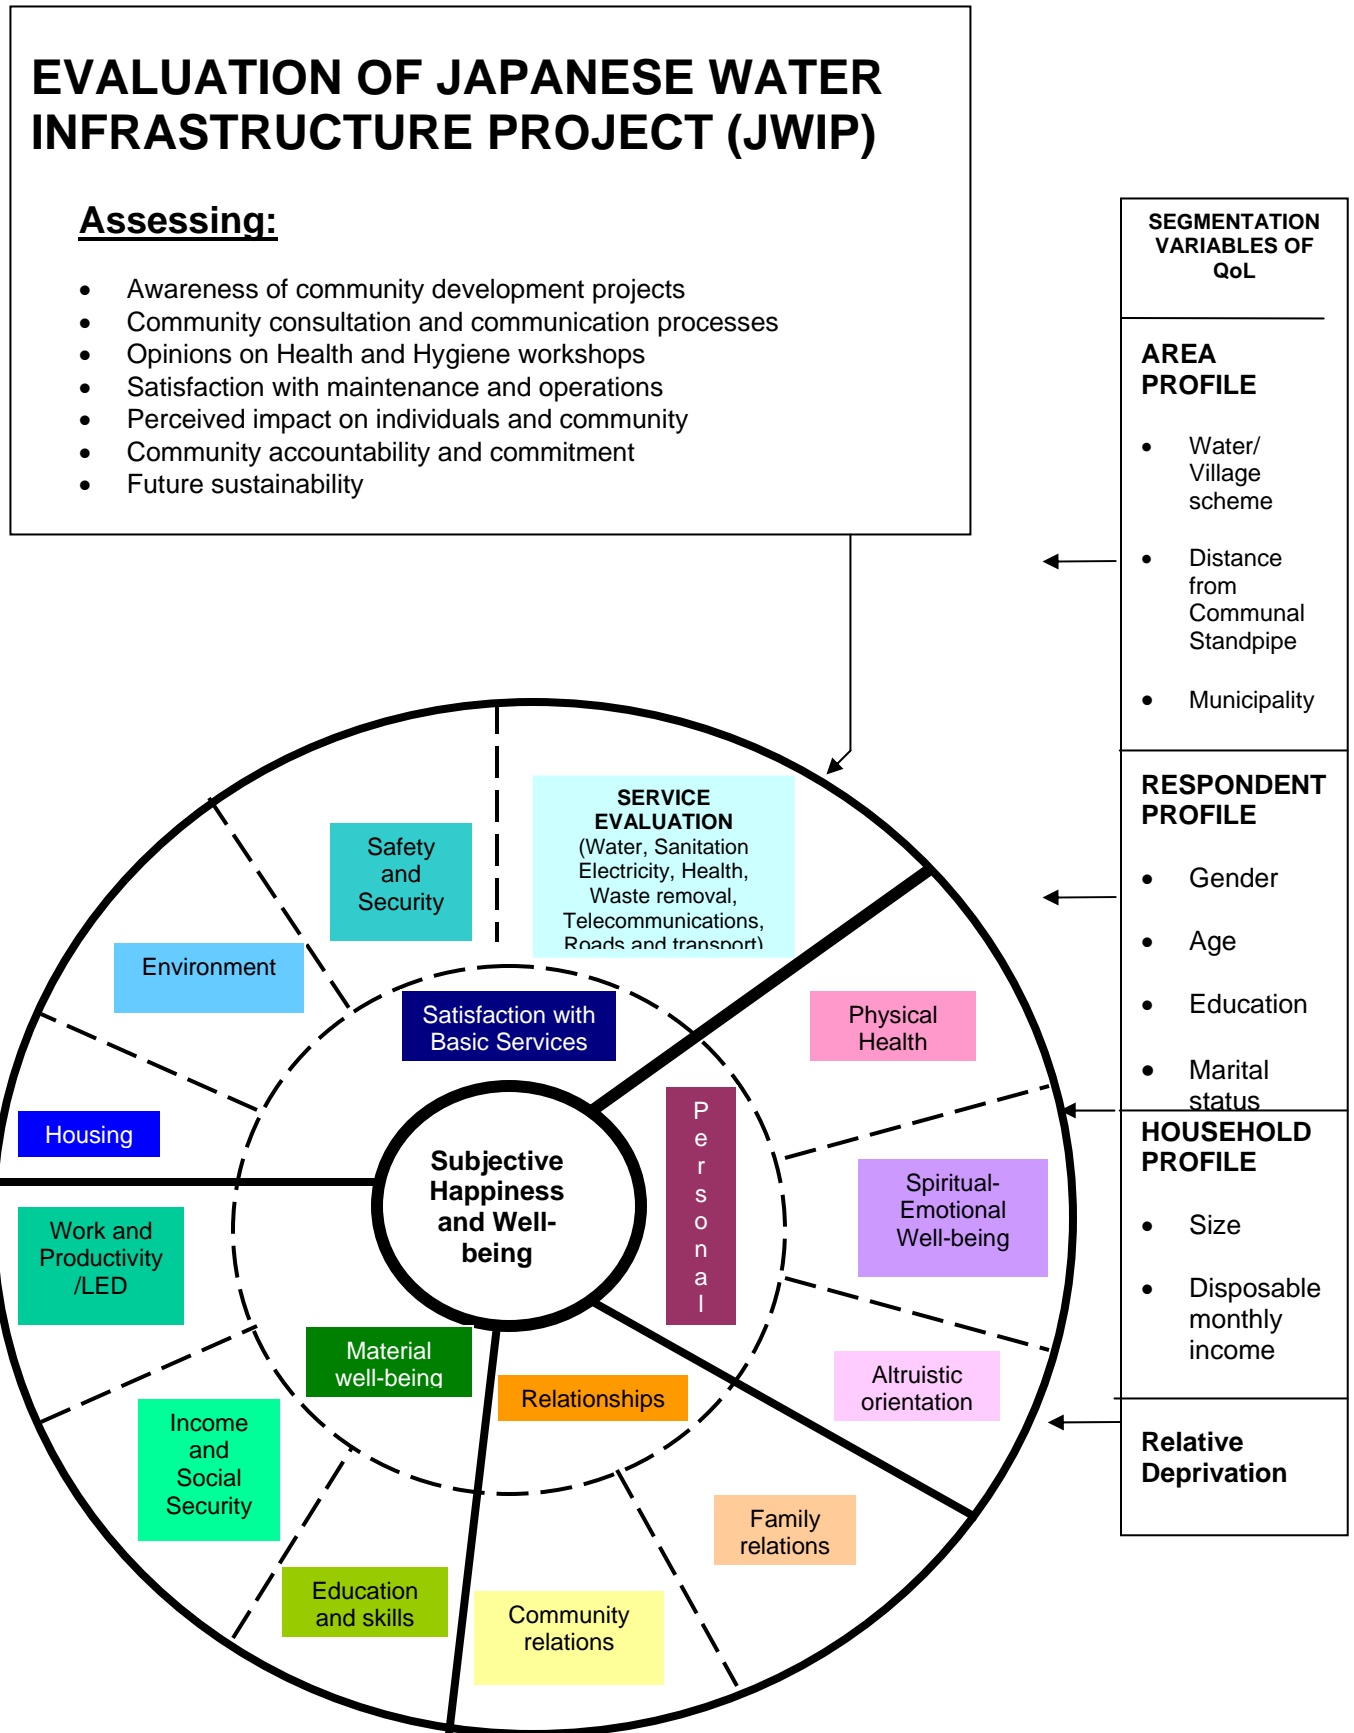 EVALUATION OF JAPANESE WATER
INFRASTRUCTURE PROJECT (JWIP)
Assessing:
• Awareness of community development projects
• Community consultation and communication processes
• Opinions on Health and Hygiene workshops
• Satisfaction with maintenance and operations
• Perceived impact on individuals and community
• Community accountability and commitment
• Future sustainability
SEGMENTATION
VARIABLES OF
QoL
AREA
PROFILE
• Water/
Village
scheme
• Distance
from
Communal
Standpipe
• Municipality
RESPONDENT
PROFILE
• Gender
• Age
• Education
• Marital
status
HOUSEHOLD
PROFILE
• Size
• Disposable
monthly
income
Relative
Deprivation
SERVICE
EVALUATION
(Water, Sanitation
Electricity, Health,
Waste removal,
Telecommunications,
Roads and transport)
Safety
and
Security
Environment
Housing
Satisfaction with
Basic Services
Physical
Health
Personal
Spiritual-
Emotional
Well-being
Altruistic
orientation
Subjective
Happiness
and Well-
being
Work and
Productivity
/LED
Material
well-being
Income
and
Social
Security
Education
and skills
Relationships
Family
relations
Community
relations